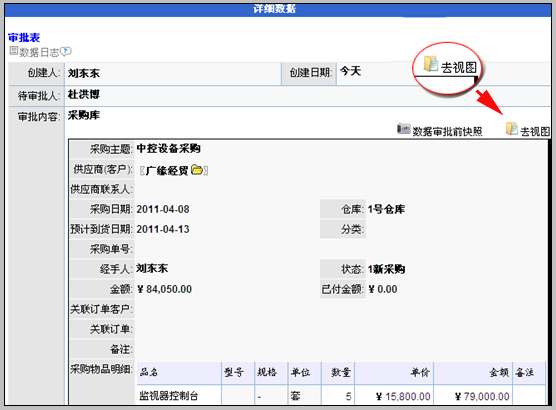 详细数据
审批表
数据日志?
创建人: 刘东东 创建日期: 今天 去视图
待审批人: 杜洪博
审批内容: 采购库
数据审批前快照 去视图
采购主题: 中控设备采购
供应商(客户): 〖广缘经贸〗
供应商联系人:
采购日期: 2011-04-08 仓库: 1号仓库
预计到货日期: 2011-04-13 分类:
采购单号:
经手人: 刘东东 状态: 1新采购
金额: ¥ 84,050.00 已付金额: ¥ 0.00
关联订单客户:
关联订单:
备注:
采购物品明细: 品名 型号 规格 单位 数量 单价 金额 备注
监视器控制台 - 套 5 ¥ 15,800.00 ¥ 79,000.00